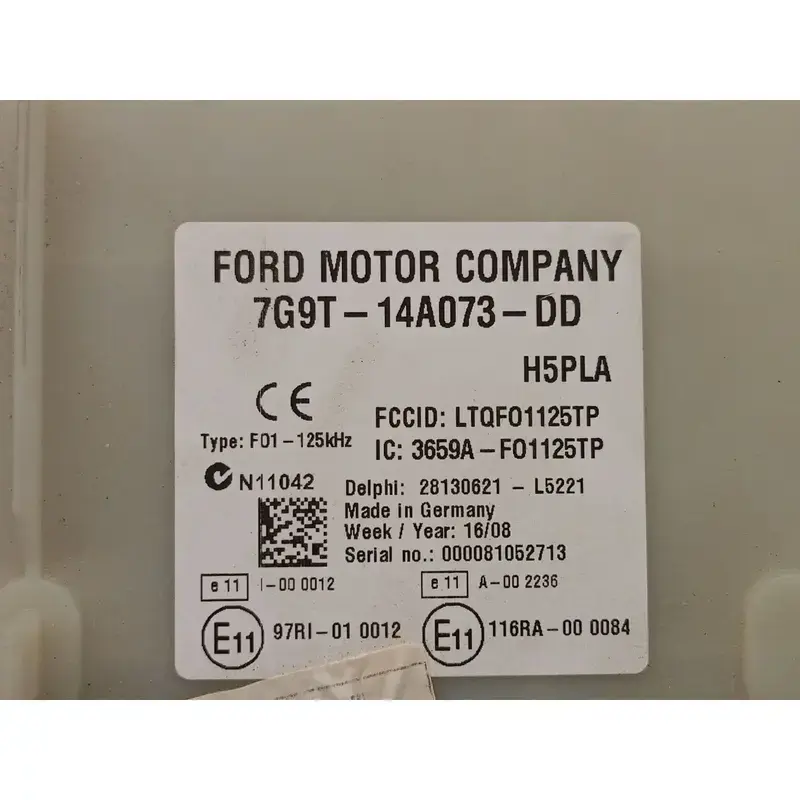 FORD MOTOR COMPANY
7G9T-14A073-DD
H5PLA
CE
FCCID: LTQFO1125TP
Type: F01-125kHz
IC: 3659A-FO1125TP
N11042
Delphi: 28130621 - L5221
Made in Germany
Week / Year: 16/08
Serial no.: 000081052713
e 11 I-00 0012
e 11 A-00 2236
E11 97RI-01 0012
E11 116RA-00 0084